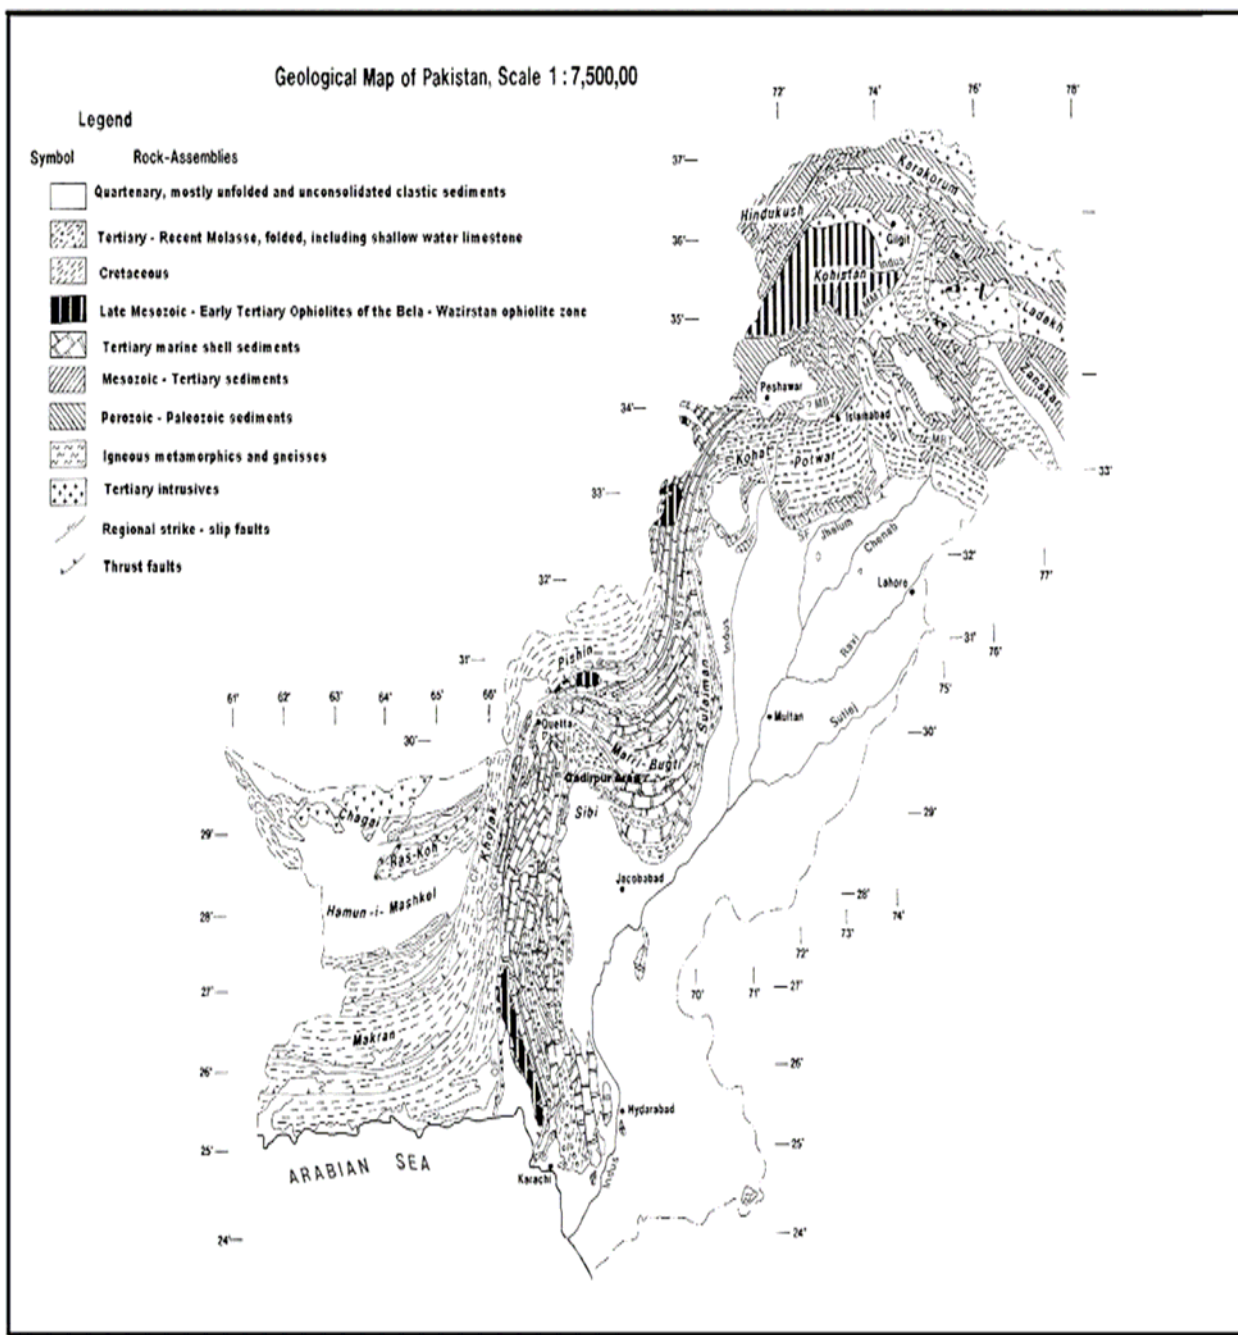 Geological Map of Pakistan, Scale 1:7,500,00
Legend
Symbol Rock-Assemblies
Quartenary, mostly unfolded and unconsolidated clastic sediments
Tertiary - Recent Molasse, folded, including shallow water limestone
Cretaceous
Late Mesozoic - Early Tertiary Ophiolites of the Bela - Wazirstan ophiolite zone
Tertiary marine shell sediments
Mesozoic - Tertiary sediments
Perozoic - Paleozoic sediments
Igneous metamorphics and gneisses
Tertiary intrusives
Regional strike - slip faults
Thrust faults
72° 74° 76° 78°
37°
Karakorum
Hindukush
36°
Gilgit
Indus
Kohistan
MMT
35°
Ladakh
Zanskar
Peshawar
34°
MBT
Islamabad
MBT
Kohat
Potwar
33°
33°
SF
Jhelum
Chenab
32°
77°
32°
Lahore
WSF
Indus
Ravi
31°
76°
31°
Pishin
75°
61° 62° 63° 64° 65° 66°
Sulaiman
Multan
Sutlej
30°
30°
Quetta
Marri-Bugti
Qadirpur Area
Sibi
Chagai
29°
29°
Khojak
Ras-Koh
Jacobabad
28°
74°
73°
28°
Hamun-i-Mashkel
72°
70° 71° 27°
27°
Makran
26°
26°
Hydarabad
25°
25°
ARABIAN SEA
Karachi
Indus
24°
24°